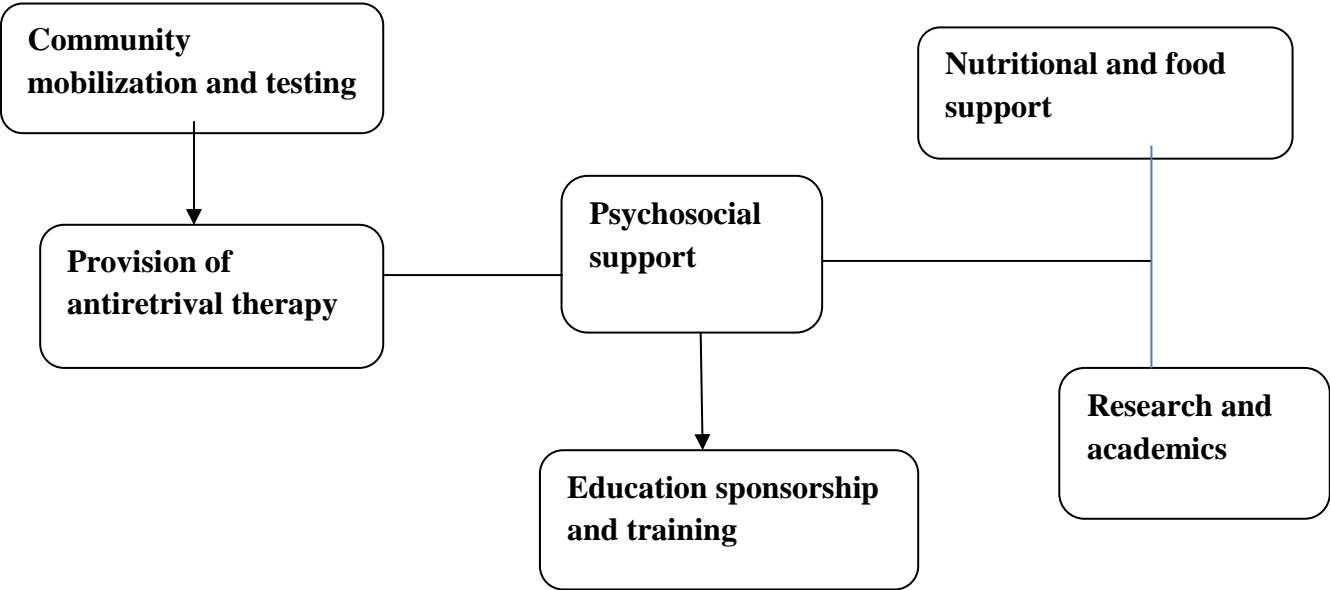 Community
mobilization and testing
Nutritional and food
support
Psychosocial
support
Provision of
antiretrival therapy
Research and
academics
Education sponsorship
and training